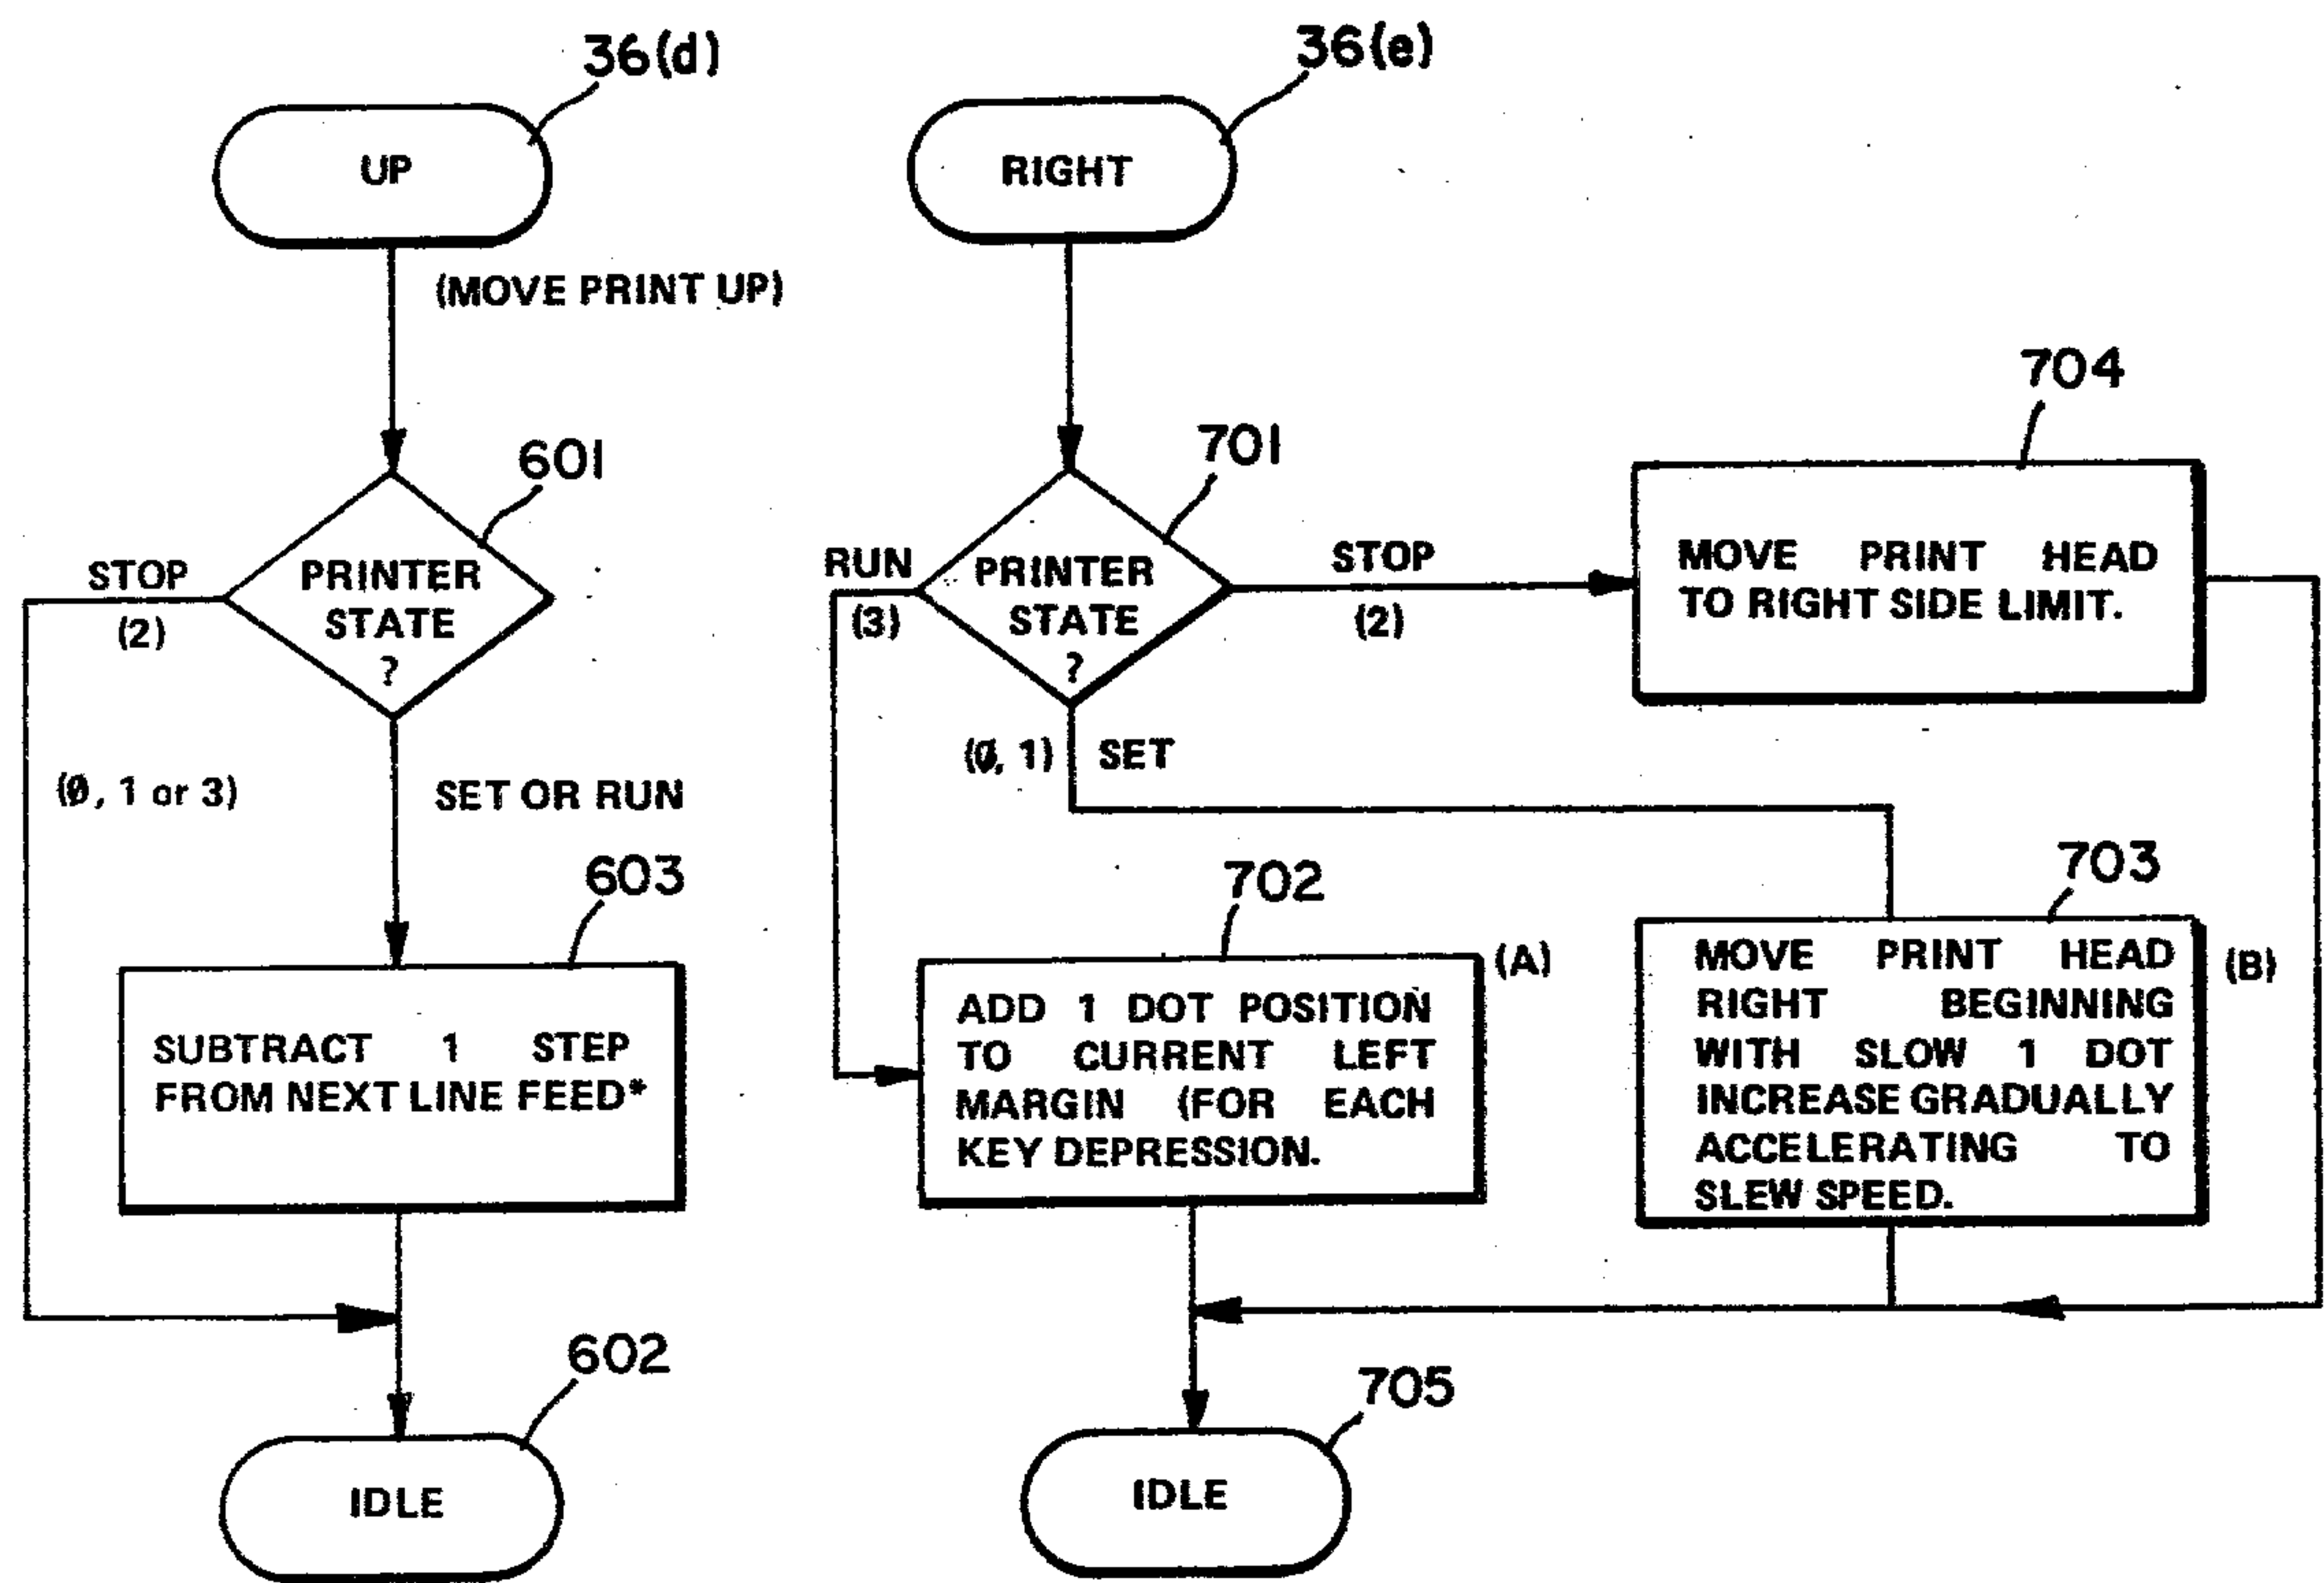 36(d)
UP
(MOVE PRINT UP)
601
STOP
(2)
PRINTER
STATE
?
(Ø, 1 or 3)
SET OR RUN
603
SUBTRACT 1 STEP
FROM NEXT LINE FEED*
602
IDLE
36(e)
RIGHT
701
RUN
(3)
PRINTER
STATE
?
STOP
(2)
704
MOVE PRINT HEAD
TO RIGHT SIDE LIMIT.
(Ø, 1)
SET
702
(A)
ADD 1 DOT POSITION
TO CURRENT LEFT
MARGIN (FOR EACH
KEY DEPRESSION.
703
(B)
MOVE PRINT HEAD
RIGHT BEGINNING
WITH SLOW 1 DOT
INCREASE GRADUALLY
ACCELERATING TO
SLEW SPEED.
705
IDLE